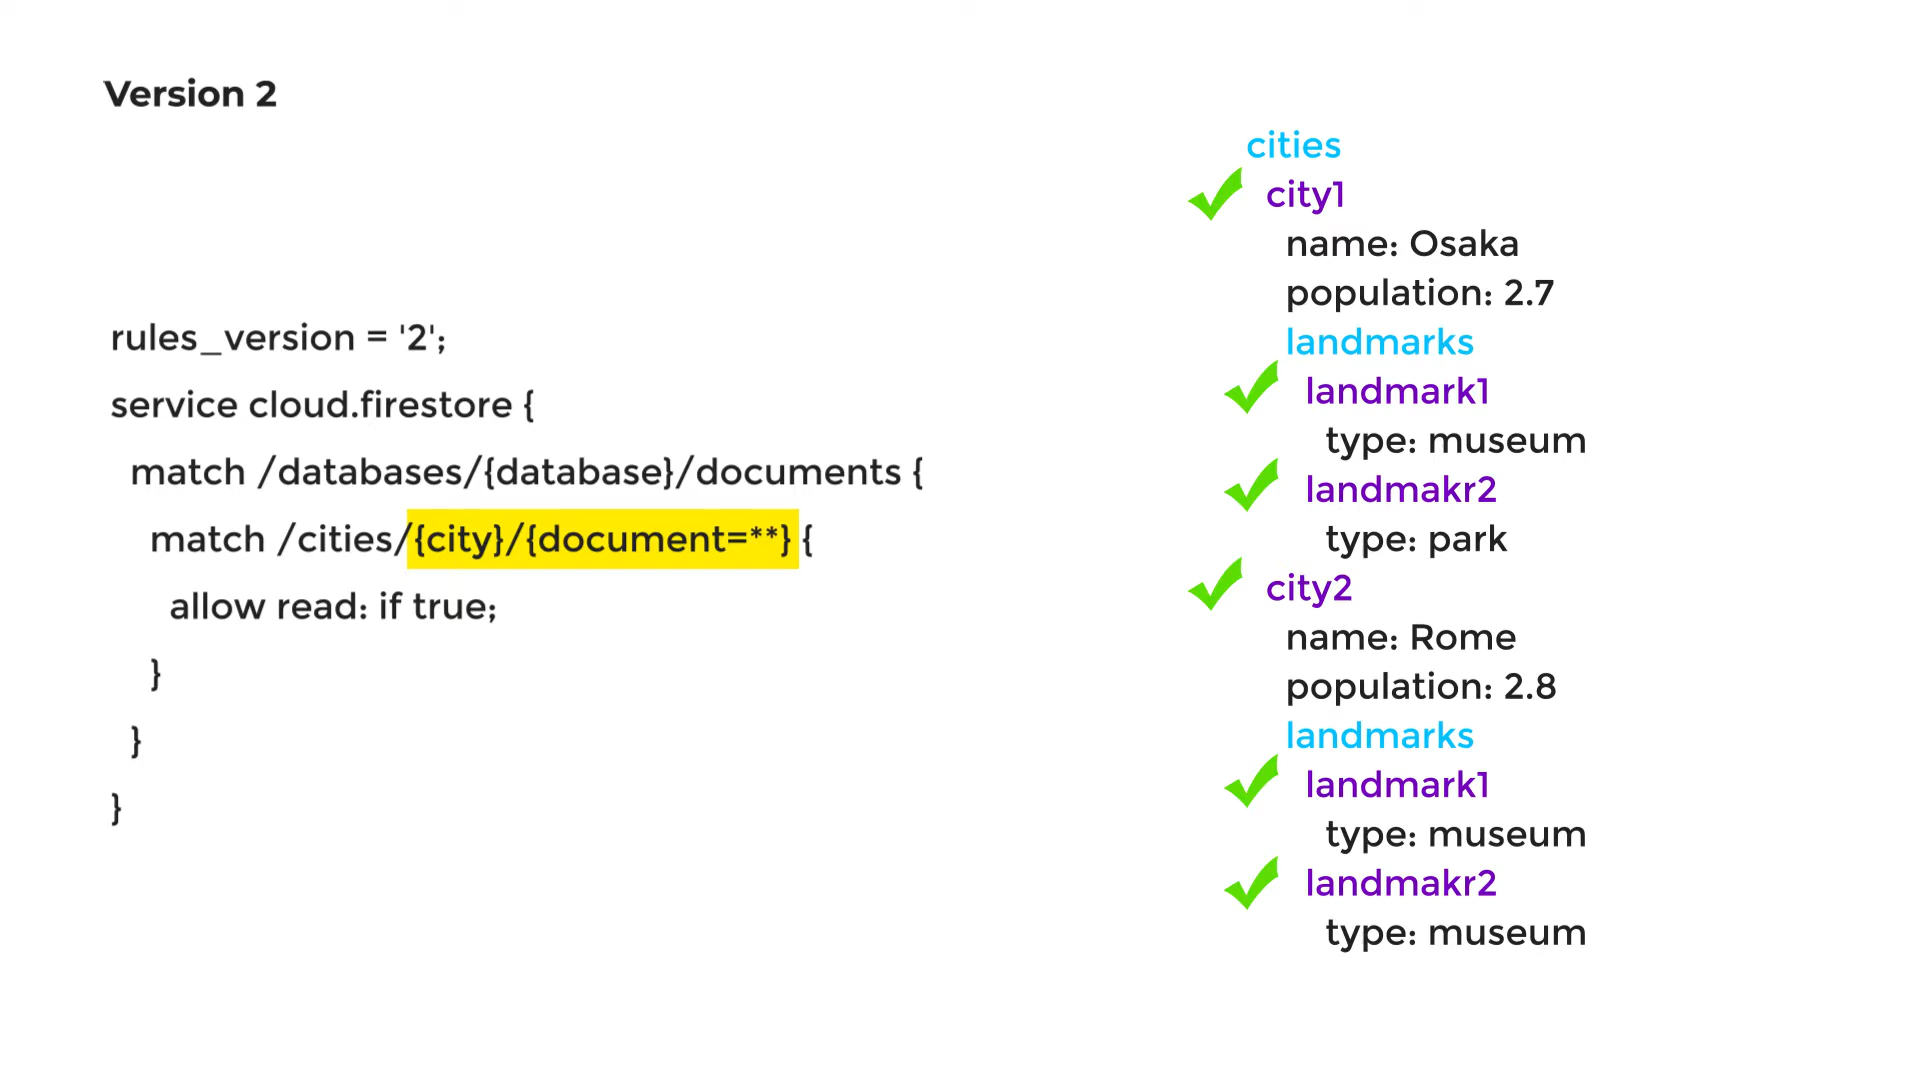 Version 2
rules_version = '2';
service cloud.firestore {
match /databases/{database}/documents {
match /cities/{city}/{document=**} {
allow read: if true;
}
}
}
cities
city1
name: Osaka
population: 2.7
landmarks
landmark1
type: museum
landmakr2
type: park
city2
name: Rome
population: 2.8
landmarks
landmark1
type: museum
landmakr2
type: museum